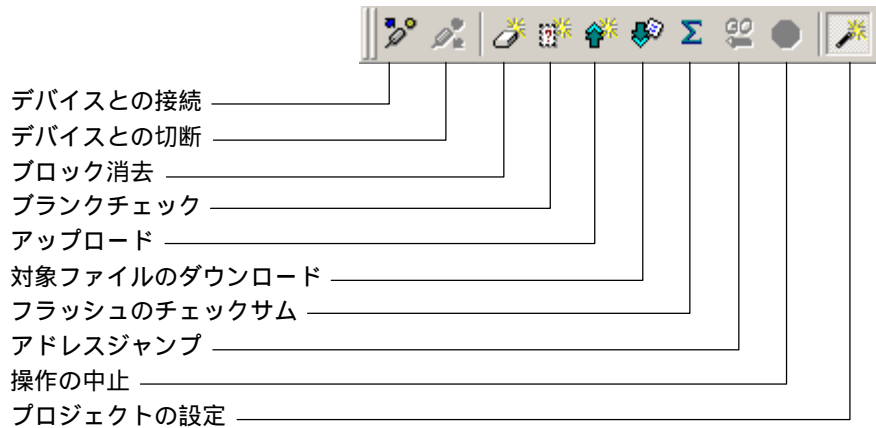 GO
デバイスとの接続
デバイスとの切断
ブロック消去
ブランクチェック
アップロード
対象ファイルのダウンロード
フラッシュのチェックサム
アドレスジャンプ
操作の中止
プロジェクトの設定